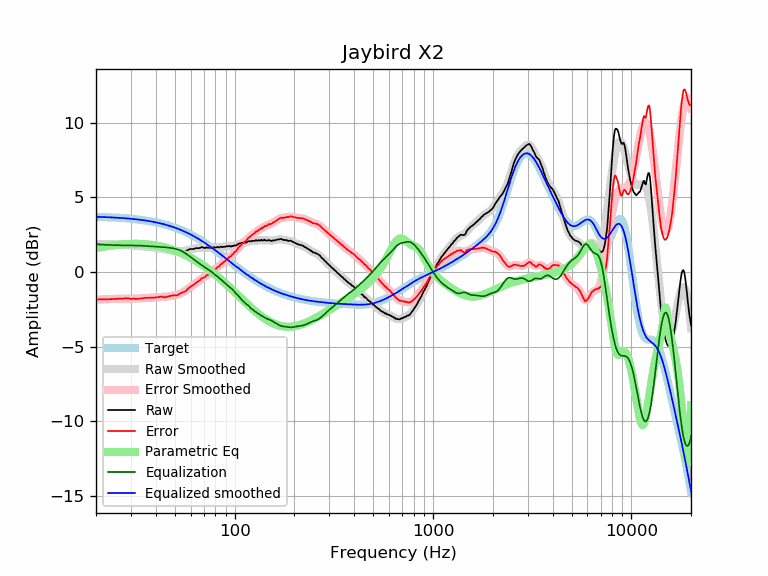 Jaybird X2
Amplitude (dBr)
10
5
0
−5
−10
−15
Target
Raw Smoothed
Error Smoothed
Raw
Error
Parametric Eq
Equalization
Equalized smoothed
100
1000
10000
Frequency (Hz)